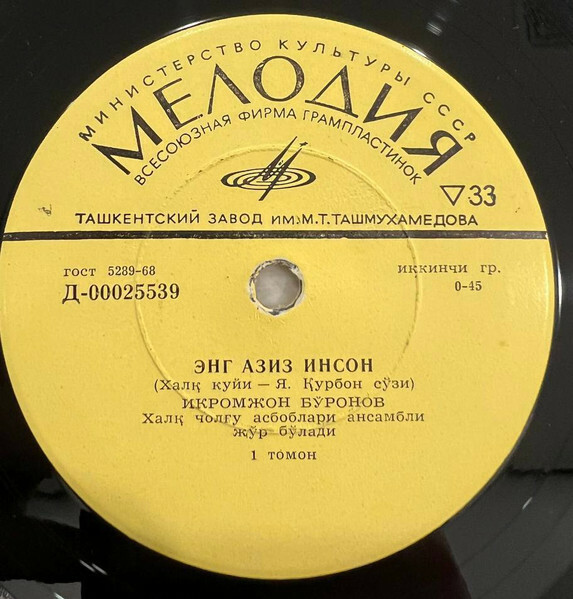 МИНИСТЕРСТВО КУЛЬТУРЫ СССР
МЕЛОДИЯ
ВСЕСОЮЗНАЯ ФИРМА ГРАМПЛАСТИНОК
▽33
ТАШКЕНТСКИЙ ЗАВОД ИМ. М.Т. ТАШМУХАМЕДОВА
ГОСТ 5289-68
ИККИНЧИ ГР.
Д-00025539
0-45
ЭНГ АЗИЗ ИНСОН
(Халқ куйи — Я. Қурбон сўзи)
ИКРОМЖОН БЎРОНОВ
Халқ чолғу асбоблари ансамбли
жўр бўлади
1 томон